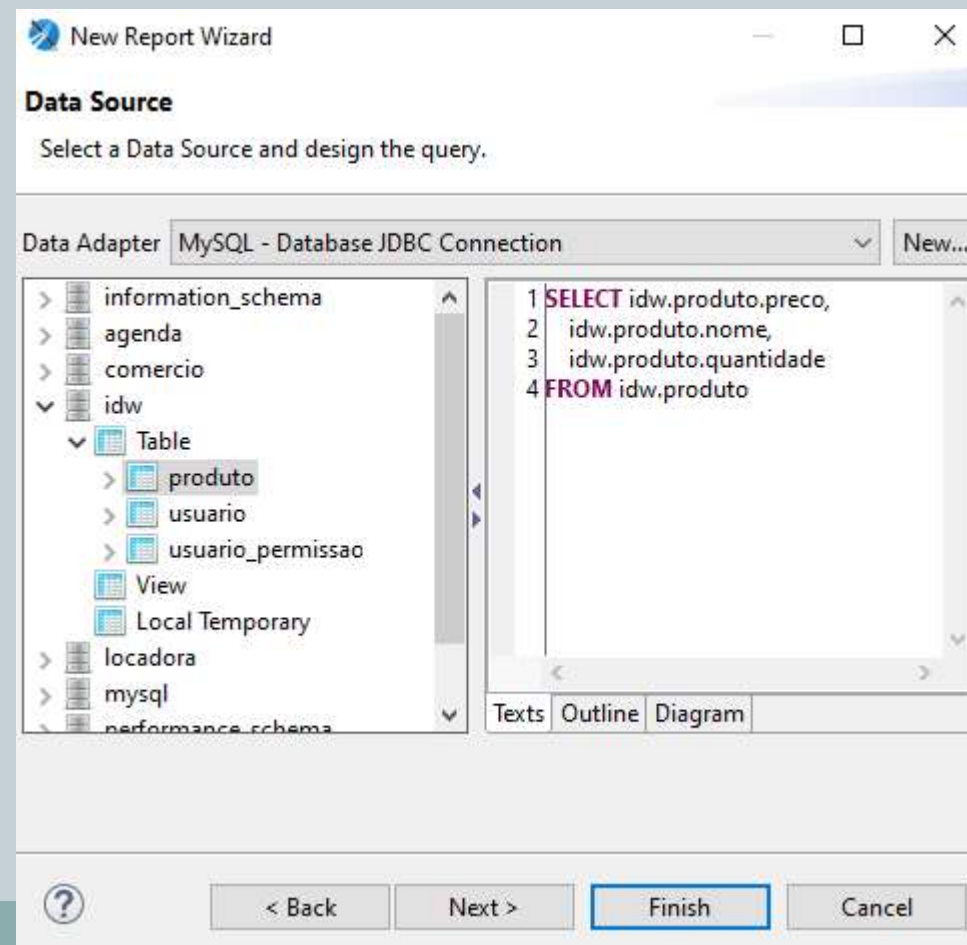 New Report Wizard
Data Source
Select a Data Source and design the query.
Data Adapter MySQL - Database JDBC Connection New...
information_schema
agenda
comercio
idw
Table
produto
usuario
usuario_permissao
View
Local Temporary
locadora
mysql
performance_schema
1 SELECT idw.produto.preco,
2 idw.produto.nome,
3 idw.produto.quantidade
4 FROM idw.produto
Texts Outline Diagram
? < Back Next > Finish Cancel